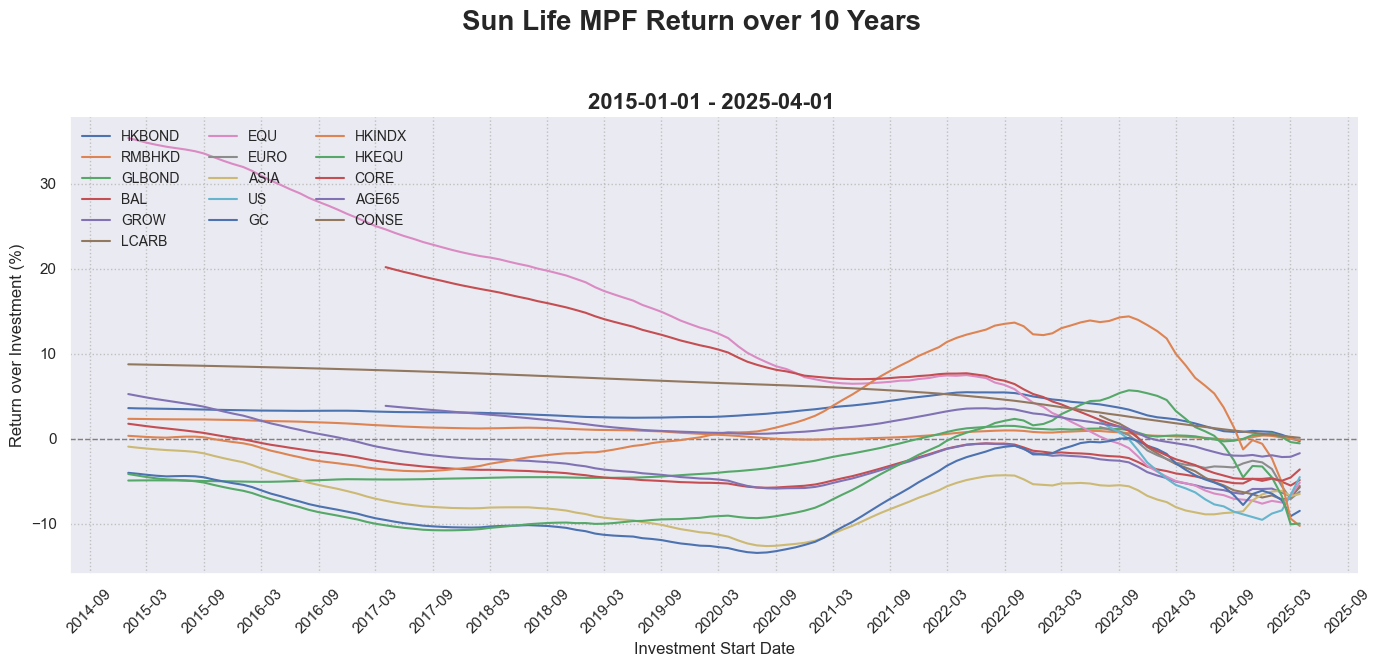 Sun Life MPF Return over 10 Years
2015-01-01 - 2025-04-01
HKBOND EQU HKINDX
RMBHKD EURO HKEQU
GLBOND ASIA CORE
BAL US AGE65
GROW GC CONSE
LCARB
Return over Investment (%)
30
20
10
0
−10
2014-09 2015-03 2015-09 2016-03 2016-09 2017-03 2017-09 2018-03 2018-09 2019-03 2019-09 2020-03 2020-09 2021-03 2021-09 2022-03 2022-09 2023-03 2023-09 2024-03 2024-09 2025-03 2025-09
Investment Start Date